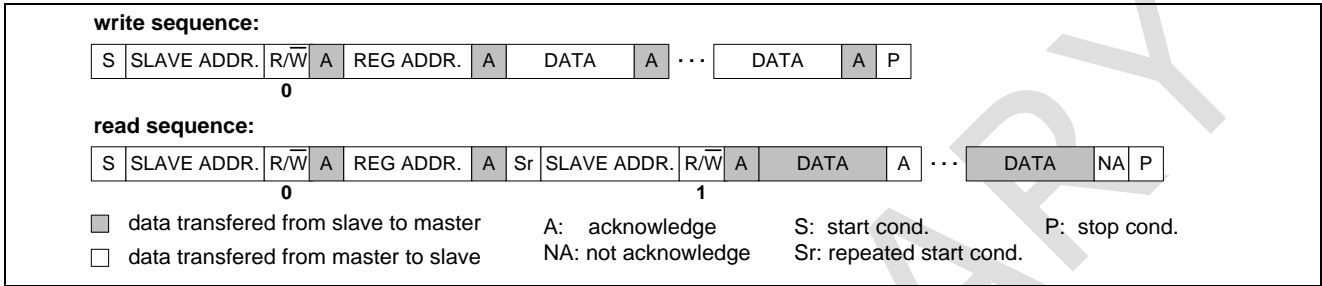 write sequence:
S SLAVE ADDR. R/W̅ A REG ADDR. A DATA A ··· DATA A P
0
read sequence:
S SLAVE ADDR. R/W̅ A REG ADDR. A Sr SLAVE ADDR. R/W̅ A DATA A ··· DATA NA P
0 1
data transfered from slave to master A: acknowledge S: start cond. P: stop cond.
data transfered from master to slave NA: not acknowledge Sr: repeated start cond.